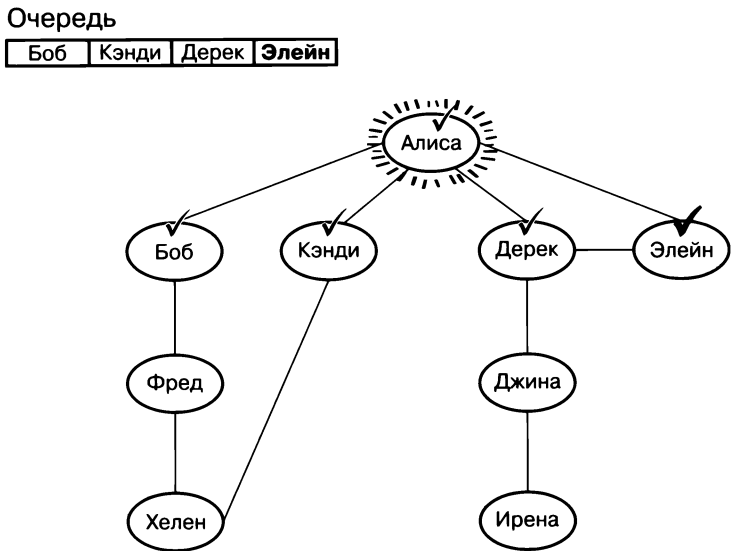 Очередь
Боб Кэнди Дерек Элейн
Алиса
Боб Кэнди Дерек Элейн
Фред Джина
Хелен Ирена